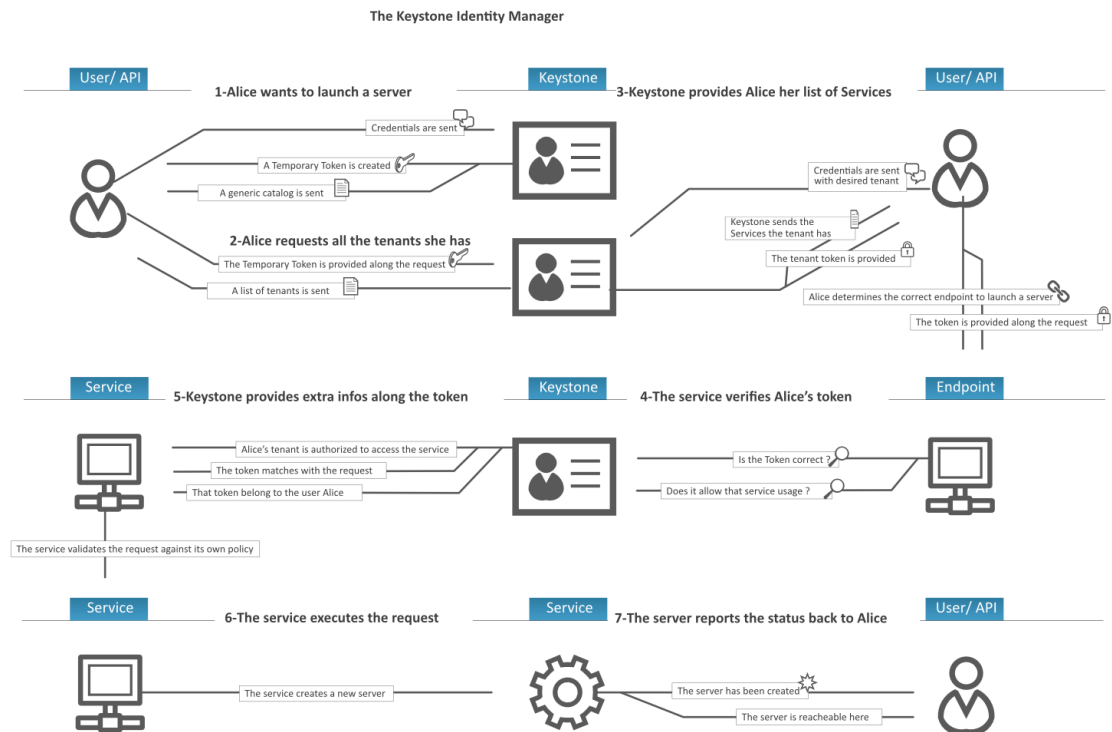 The Keystone Identity Manager
User/ API
1-Alice wants to launch a server
Keystone
3-Keystone provides Alice her list of Services
User/ API
Credentials are sent
A Temporary Token is created
A generic catalog is sent
Credentials are sent
with desired tenant
2-Alice requests all the tenants she has
The Temporary Token is provided along the request
A list of tenants is sent
Keystone sends the
Services the tenant has
The tenant token is provided
Alice determines the correct endpoint to launch a server
The token is provided along the request
Service
5-Keystone provides extra infos along the token
Keystone
4-The service verifies Alice's token
Endpoint
Alice's tenant is authorized to access the service
The token matches with the request
That token belong to the user Alice
Is the Token correct ?
Does it allow that service usage ?
The service validates the request against its own policy
Service
6-The service executes the request
Service
7-The server reports the status back to Alice
User/ API
The service creates a new server
The server has been created
The server is reacheable here